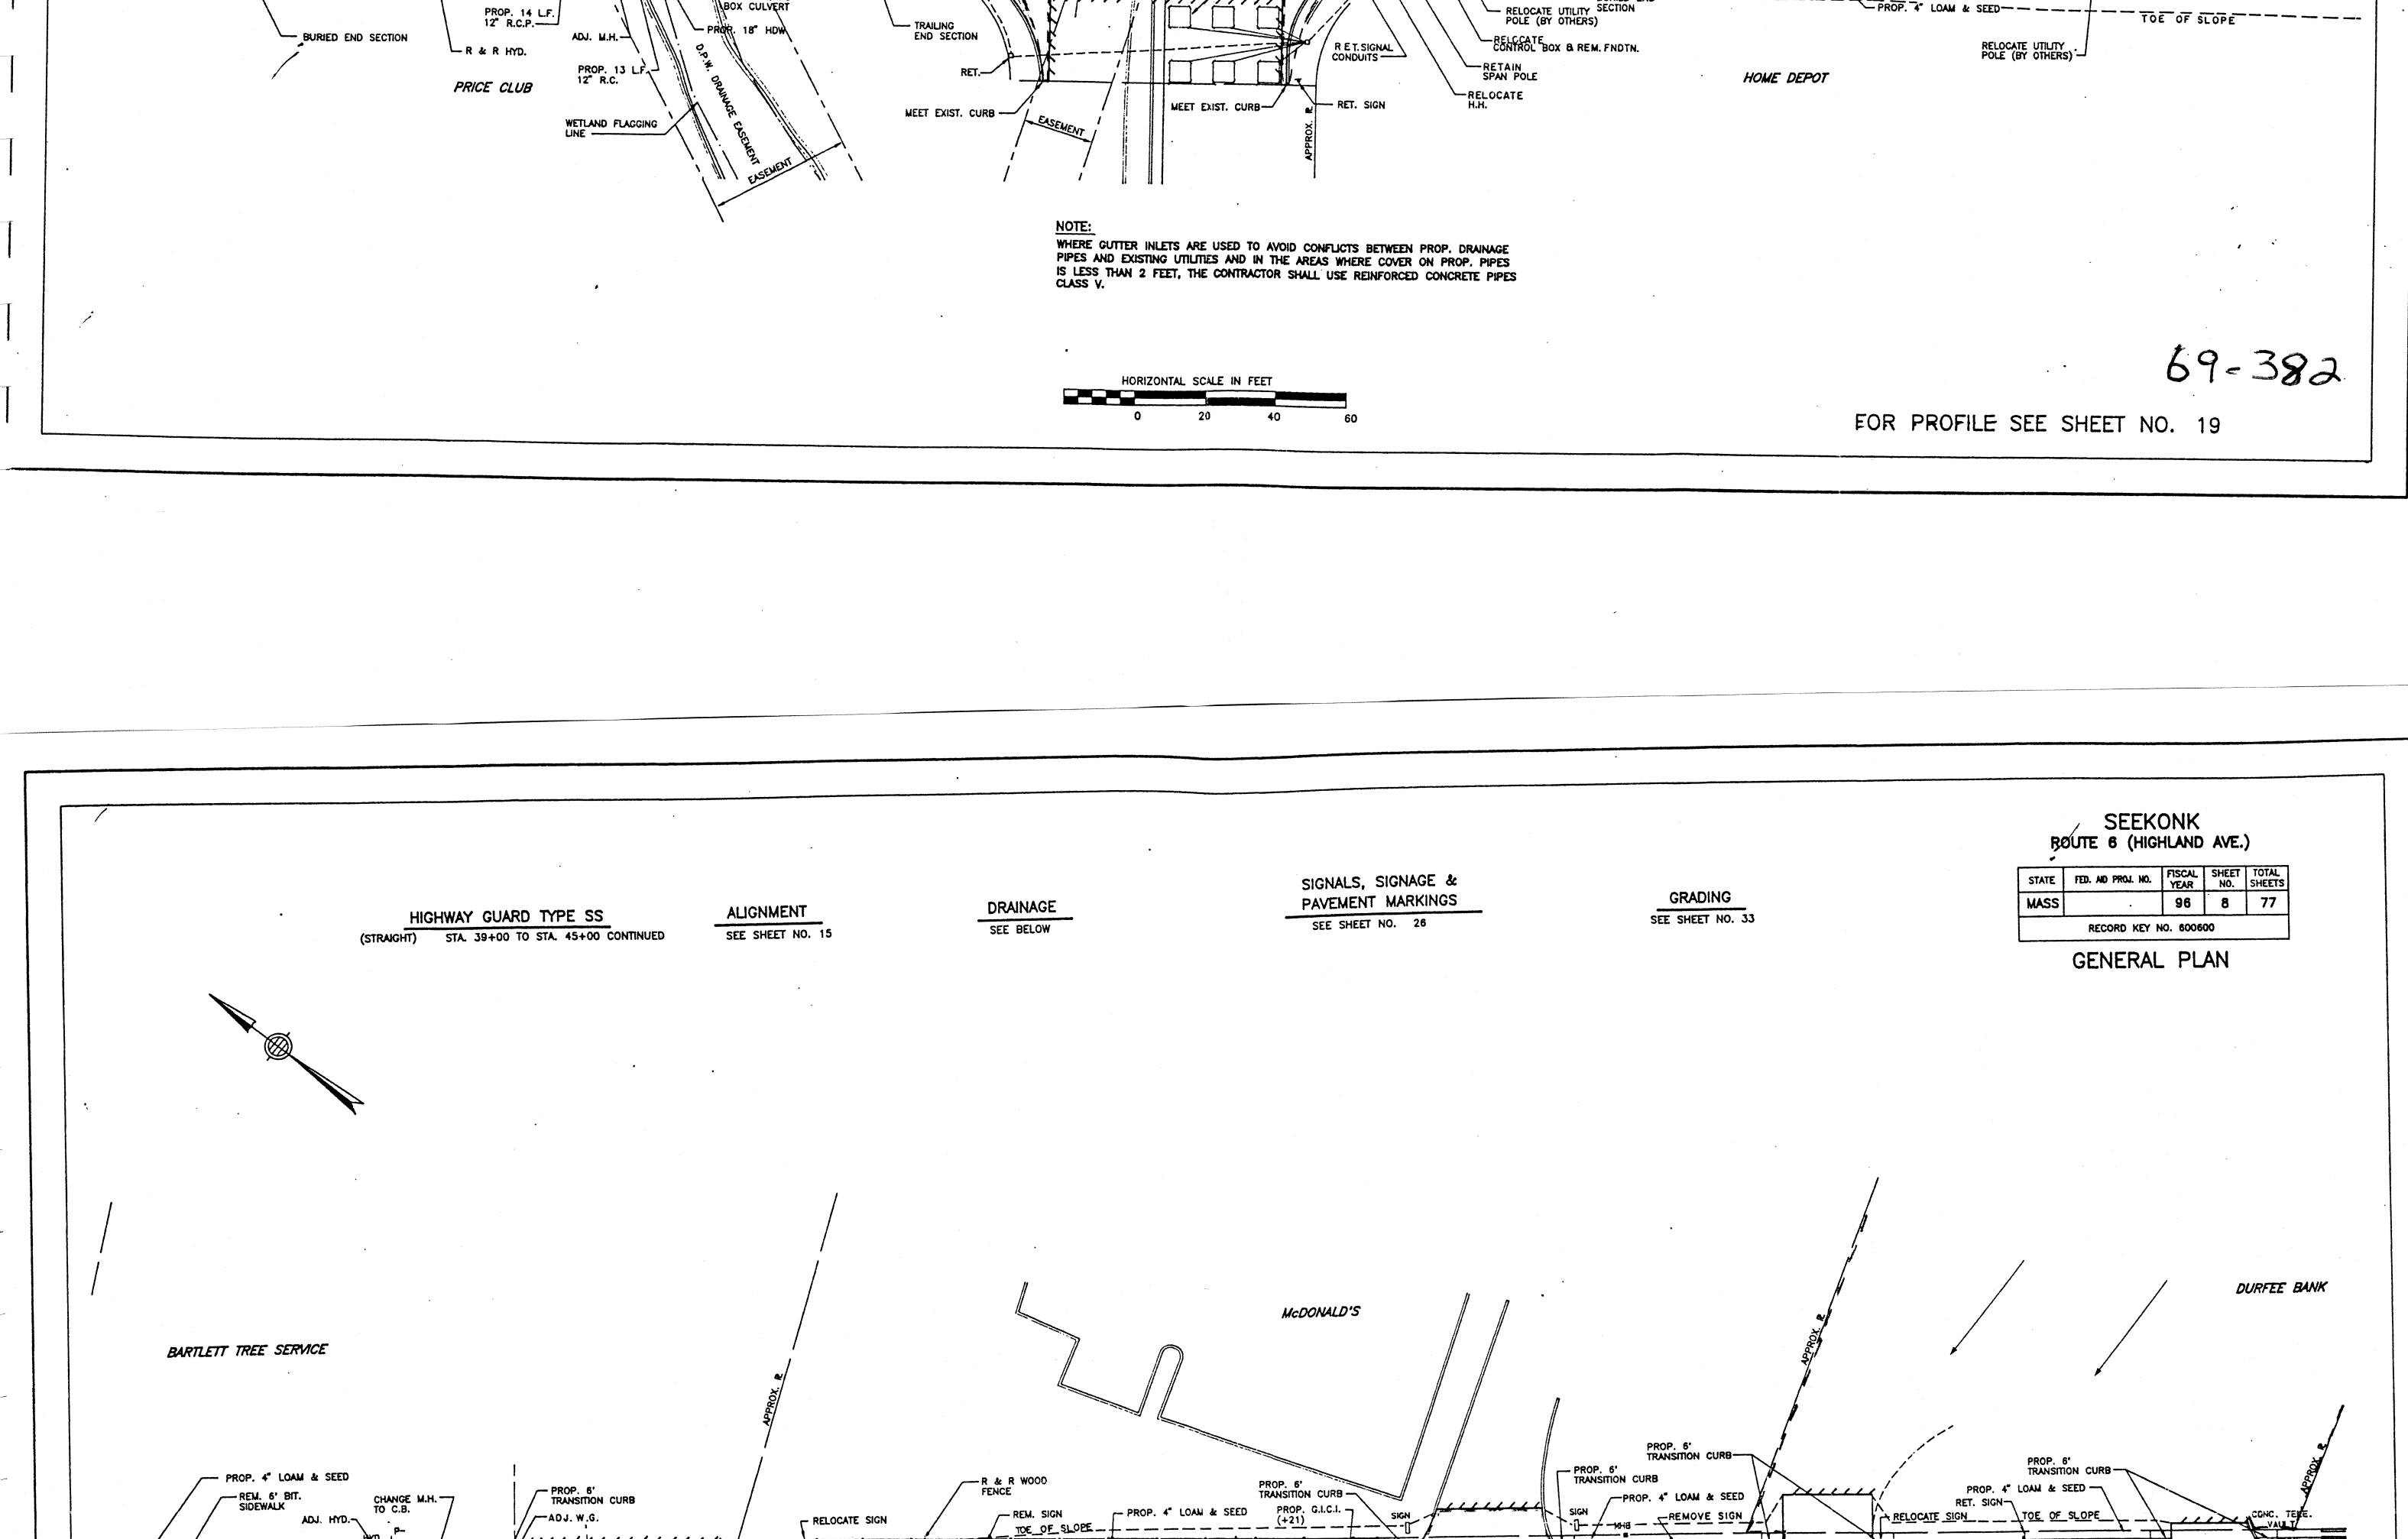 BOX CULVERT
PROP. 14 L.F.
12" R.C.P.
BURIED END SECTION
R & R HYD.
ADJ. M.H.
PROP. 18" HDW
TRAILING
END SECTION
PROP. 13 L.F.
12" R.C.
D.P.W. DRAINAGE EASEMENT
PRICE CLUB
WETLAND FLAGGING
LINE
EASEMENT
RET.
MEET EXIST. CURB
EASEMENT
RET. SIGNAL
CONDUITS
MEET EXIST. CURB
RET. SIGN
APPROX. PL
RELOCATE UTILITY
POLE (BY OTHERS)
SECTION
RELOCATE
CONTROL BOX & REM. FNDTN.
RETAIN
SPAN POLE
RELOCATE
H.H.
PROP. 4" LOAM & SEED
TOE OF SLOPE
RELOCATE UTILITY
POLE (BY OTHERS)
HOME DEPOT
NOTE:
WHERE GUTTER INLETS ARE USED TO AVOID CONFLICTS BETWEEN PROP. DRAINAGE
PIPES AND EXISTING UTILITIES AND IN THE AREAS WHERE COVER ON PROP. PIPES
IS LESS THAN 2 FEET, THE CONTRACTOR SHALL USE REINFORCED CONCRETE PIPES
CLASS V.
HORIZONTAL SCALE IN FEET
0 20 40 60
69-382
FOR PROFILE SEE SHEET NO. 19
SEEKONK
ROUTE 6 (HIGHLAND AVE.)
STATE FED. AID PROJ. NO. FISCAL YEAR SHEET NO. TOTAL SHEETS
MASS 96 8 77
RECORD KEY NO. 600600
GENERAL PLAN
HIGHWAY GUARD TYPE SS
(STRAIGHT) STA. 39+00 TO STA. 45+00 CONTINUED
ALIGNMENT
SEE SHEET NO. 15
DRAINAGE
SEE BELOW
SIGNALS, SIGNAGE &
PAVEMENT MARKINGS
SEE SHEET NO. 26
GRADING
SEE SHEET NO. 33
BARTLETT TREE SERVICE
McDONALD'S
DURFEE BANK
APPROX. PL
APPROX. PL
APPROX. PL
PROP. 4" LOAM & SEED
REM. 6' BIT.
SIDEWALK
ADJ. HYD.
HYD
CHANGE M.H.
TO C.B.
PROP. 6'
TRANSITION CURB
ADJ. W.G.
RELOCATE SIGN
R & R WOOD
FENCE
REM. SIGN
TOE OF SLOPE
PROP. 4" LOAM & SEED
PROP. 6'
TRANSITION CURB
PROP. G.I.C.I.
(+21)
SIGN
PROP. 6'
TRANSITION CURB
PROP. 4" LOAM & SEED
SIGN
MHB
REMOVE SIGN
PROP. 6'
TRANSITION CURB
RELOCATE SIGN
RET. SIGN
PROP. 4" LOAM & SEED
TOE OF SLOPE
PROP. 6'
TRANSITION CURB
CONC. TELE.
VAULT